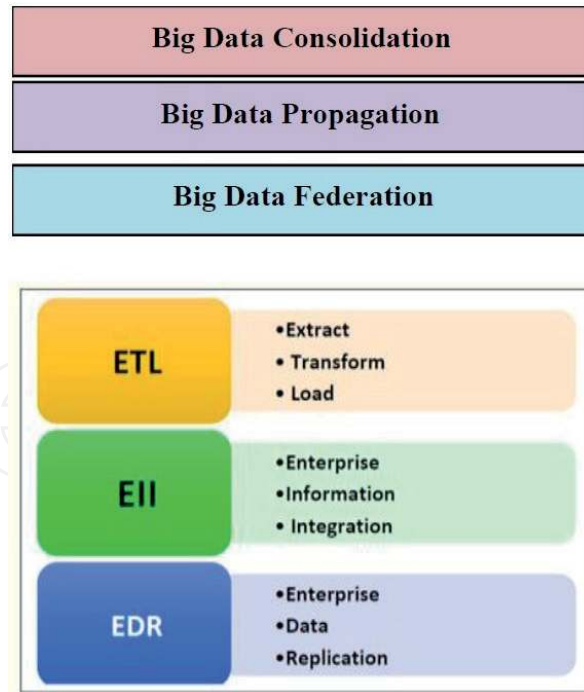 Big Data Consolidation
Big Data Propagation
Big Data Federation
ETL
•Extract
• Transform
• Load
EII
•Enterprise
•Information
• Integration
EDR
•Enterprise
•Data
•Replication